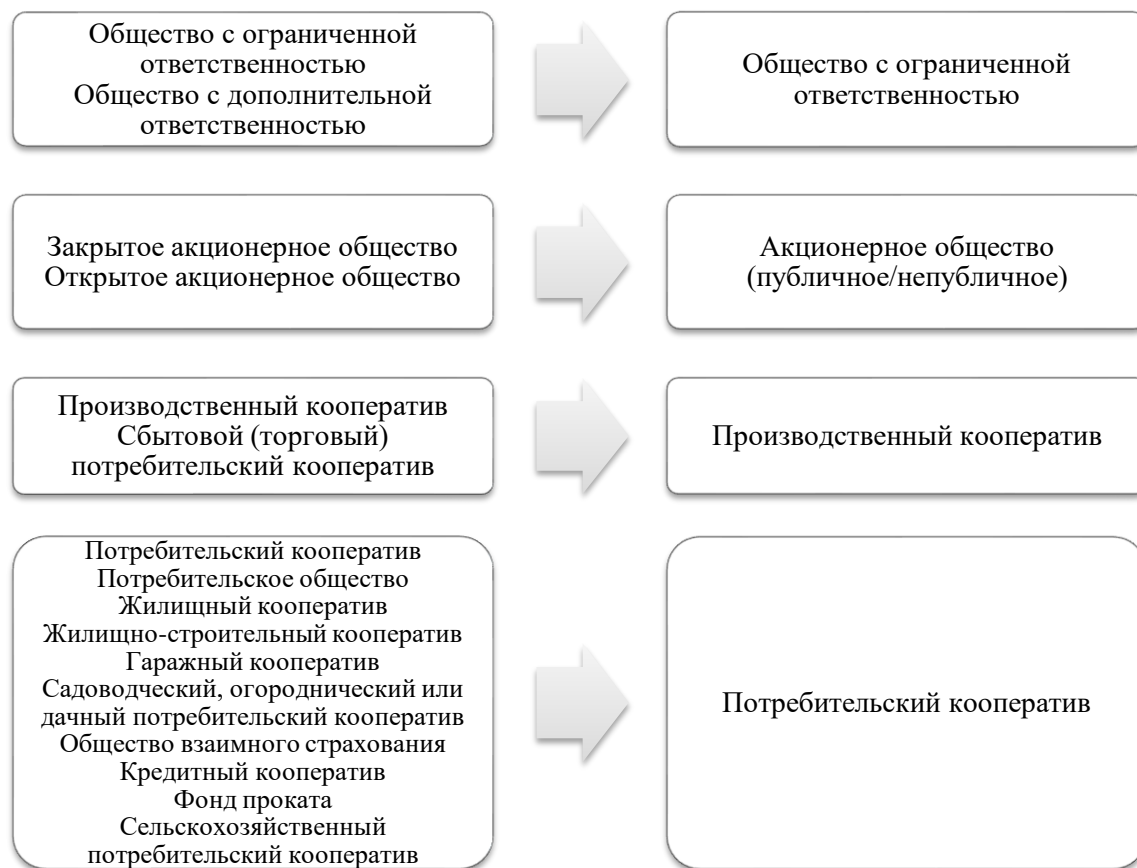 Общество с ограниченной
ответственностью
Общество с дополнительной
ответственностью
Общество с ограниченной
ответственностью
Закрытое акционерное общество
Открытое акционерное общество
Акционерное общество
(публичное/непубличное)
Производственный кооператив
Сбытовой (торговый)
потребительский кооператив
Производственный кооператив
Потребительский кооператив
Потребительское общество
Жилищный кооператив
Жилищно-строительный кооператив
Гаражный кооператив
Садоводческий, огороднический или
дачный потребительский кооператив
Общество взаимного страхования
Кредитный кооператив
Фонд проката
Сельскохозяйственный
потребительский кооператив
Потребительский кооператив